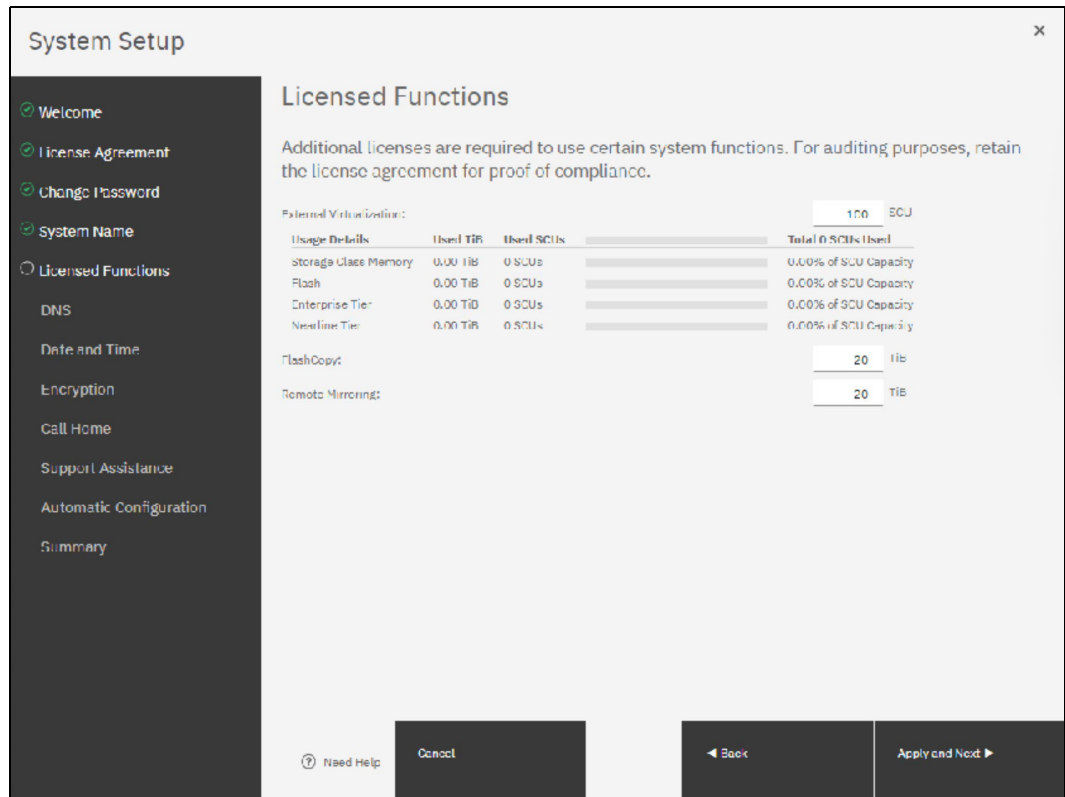 System Setup
×
Welcome
License Agreement
Change Password
System Name
Licensed Functions
DNS
Date and Time
Encryption
Call Home
Support Assistance
Automatic Configuration
Summary
Licensed Functions
Additional licenses are required to use certain system functions. For auditing purposes, retain
the license agreement for proof of compliance.
External Virtualization: 100 SCU
Usage Details Used TiB Used SCUs Total 0 SCUs Used
Storage Class Memory 0.00 TiB 0 SCUs 0.00% of SCU Capacity
Flash 0.00 TiB 0 SCUs 0.00% of SCU Capacity
Enterprise Tier 0.00 TiB 0 SCUs 0.00% of SCU Capacity
Nearline Tier 0.00 TiB 0 SCUs 0.00% of SCU Capacity
FlashCopy: 20 TiB
Remote Mirroring: 20 TiB
? Need Help
Cancel
◀ Back
Apply and Next ▶